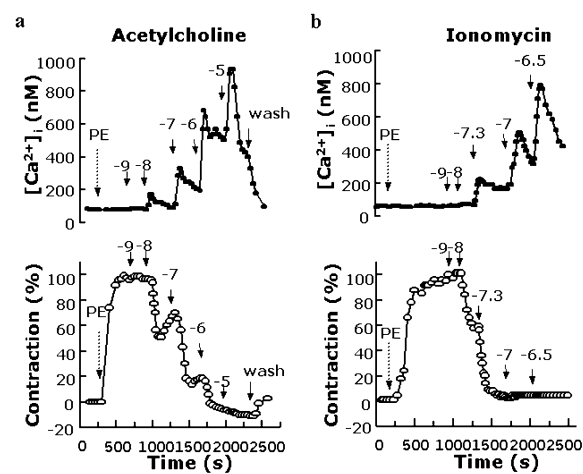 a
Acetylcholine
[Ca²⁺]ᵢ (nM)
1000
800
600
400
200
0
PE
-9
-8
-7
-6
-5
wash
Contraction (%)
100
80
60
40
20
0
-20
PE
-9
-8
-7
-6
-5
wash
0 500 1000 1500 2000 2500
Time (s)
b
Ionomycin
[Ca²⁺]ᵢ (nM)
1000
800
600
400
200
0
PE
-9
-8
-7.3
-7
-6.5
Contraction (%)
100
80
60
40
20
0
-20
PE
-9
-8
-7.3
-7
-6.5
0 500 1000 1500 2000 2500
Time (s)